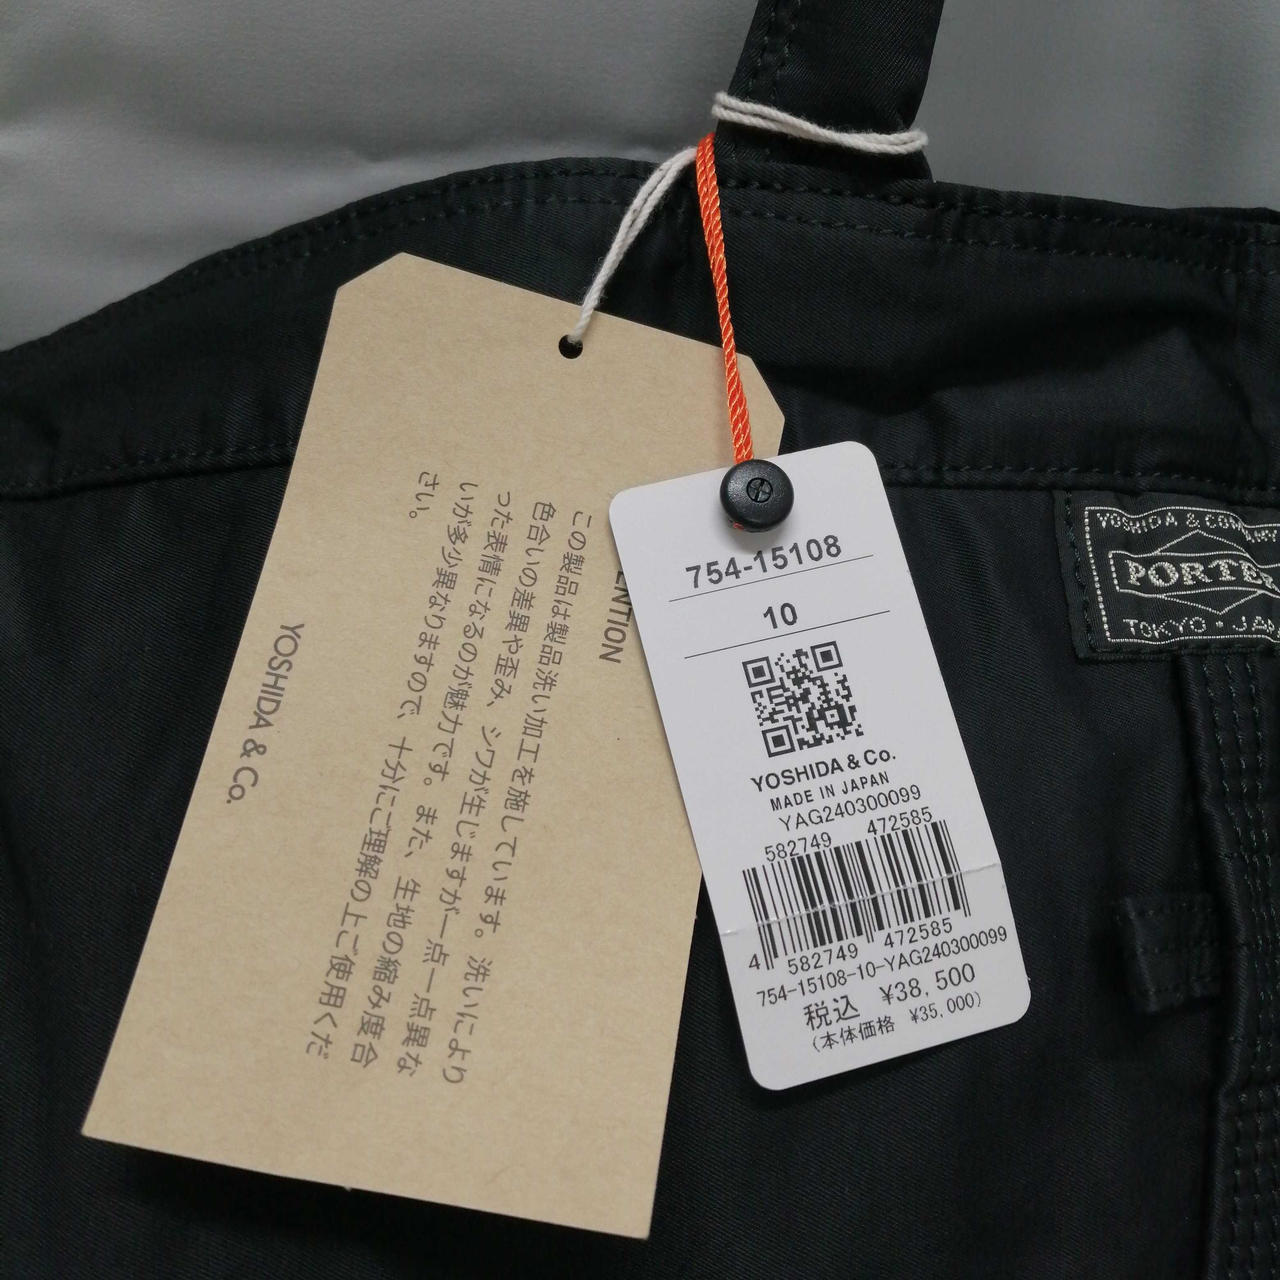 ENTION
この製品は製品洗い加工を施しています。洗いにより
色合いの差異や歪み、シワが生じますが一点一点異な
った表情になるのが魅力です。また、生地の縮み度合
いが多少異なりますので、十分にご理解の上ご使用くだ
さい。
YOSHIDA & Co.
754-15108
10
YOSHIDA & Co.
MADE IN JAPAN
YAG240300099
582749 472585
4 582749 472585
754-15108-10-YAG240300099
税込 ¥38,500
(本体価格 ¥35,000)
YOSHIDA & COMPANY
PORTER
TOKYO・JAPA